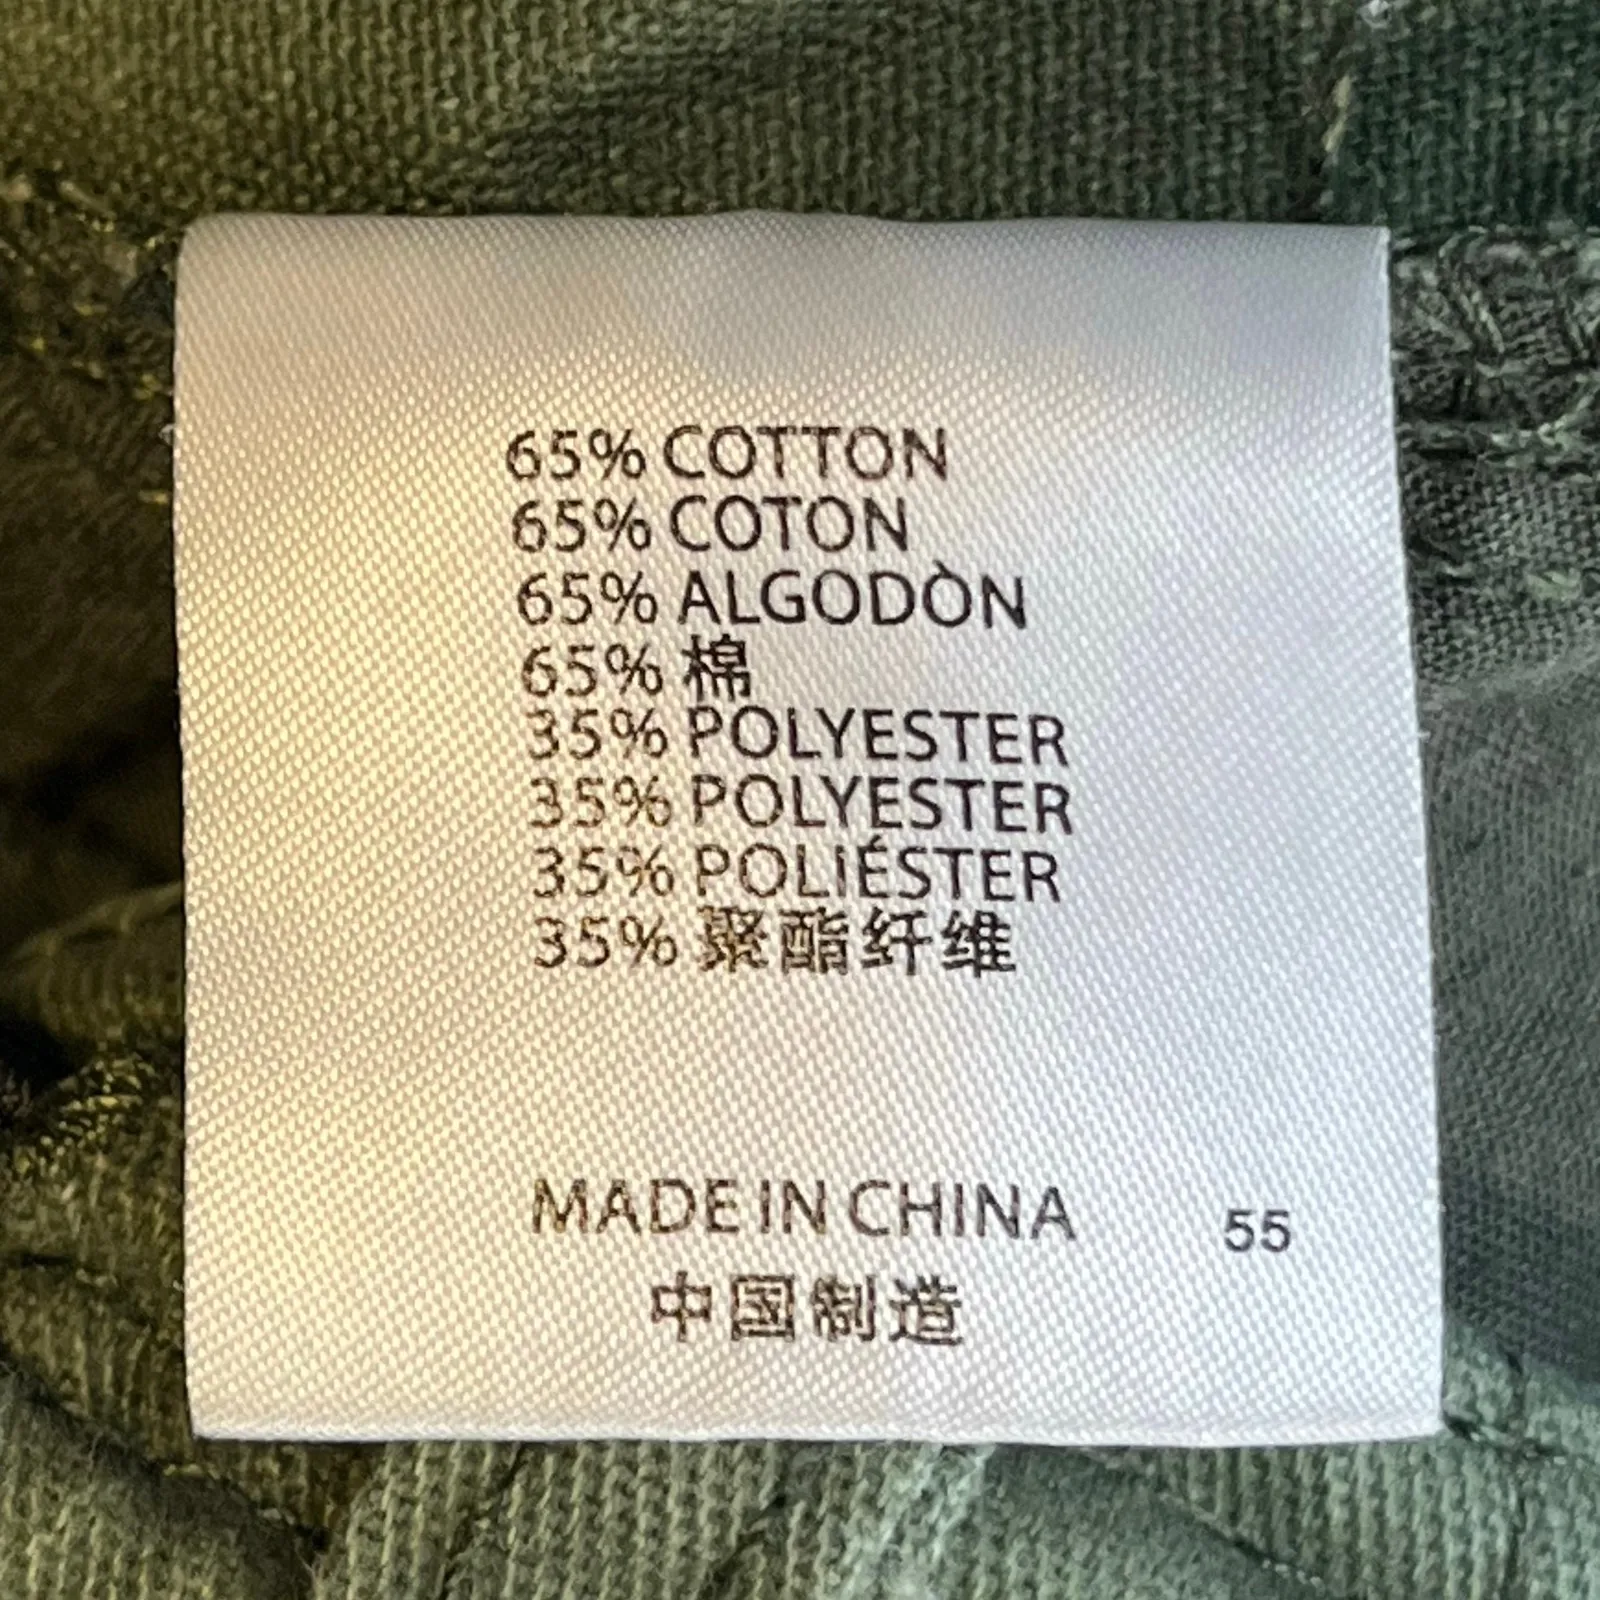 65% COTTON
65% COTON
65% ALGODÒN
65% 棉
35% POLYESTER
35% POLYESTER
35% POLIÉSTER
35% 聚酯纤维
MADE IN CHINA
55
中国制造